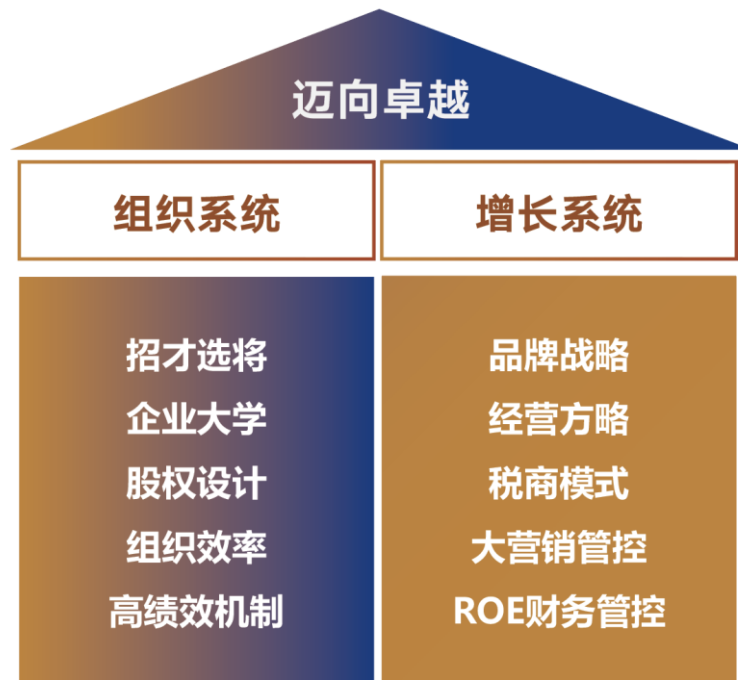 迈向卓越
组织系统
增长系统
招才选将
企业大学
股权设计
组织效率
高绩效机制
品牌战略
经营方略
税商模式
大营销管控
ROE财务管控